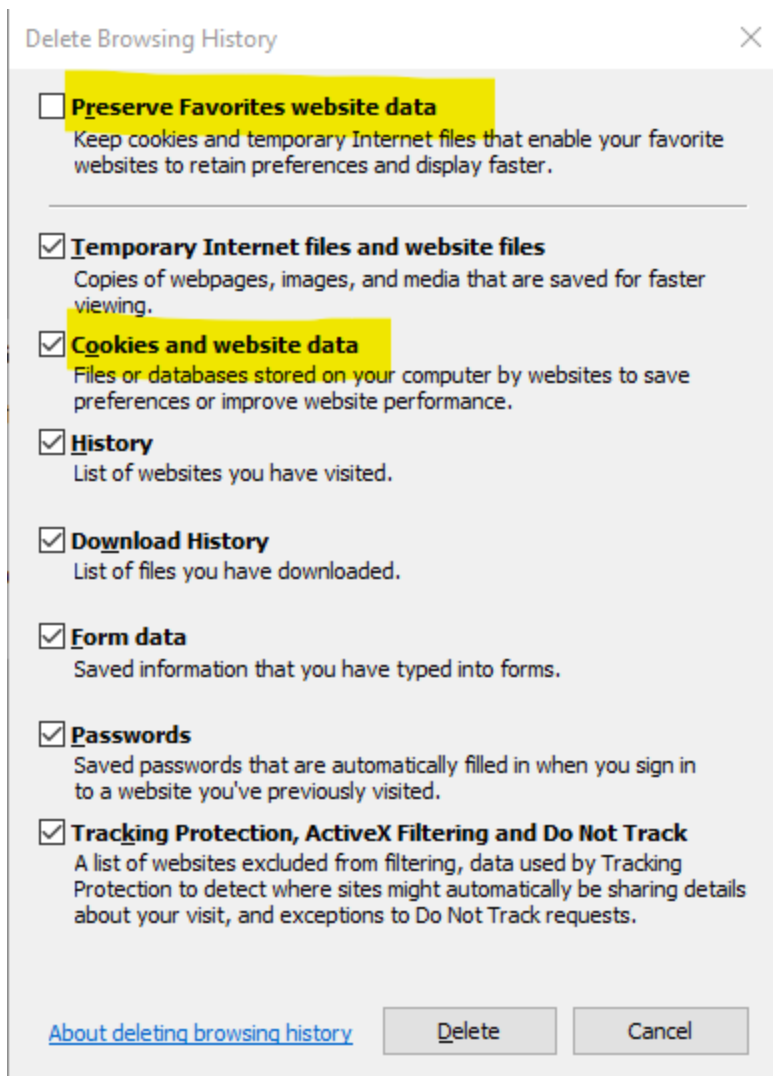 Delete Browsing History
Preserve Favorites website data
Keep cookies and temporary Internet files that enable your favorite
websites to retain preferences and display faster.
Temporary Internet files and website files
Copies of webpages, images, and media that are saved for faster
viewing.
Cookies and website data
Files or databases stored on your computer by websites to save
preferences or improve website performance.
History
List of websites you have visited.
Download History
List of files you have downloaded.
Form data
Saved information that you have typed into forms.
Passwords
Saved passwords that are automatically filled in when you sign in
to a website you've previously visited.
Tracking Protection, ActiveX Filtering and Do Not Track
A list of websites excluded from filtering, data used by Tracking
Protection to detect where sites might automatically be sharing details
about your visit, and exceptions to Do Not Track requests.
About deleting browsing history
Delete
Cancel